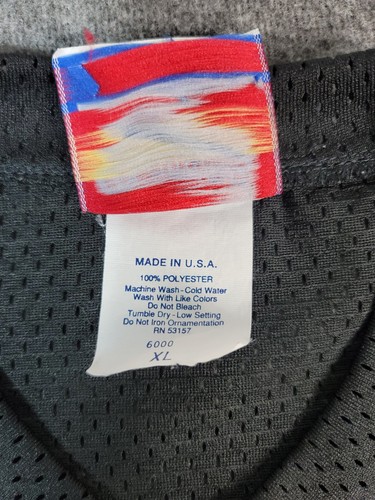 MADE IN U.S.A.
100% POLYESTER
Machine Wash - Cold Water
Wash With Like Colors
Do Not Bleach
Tumble Dry - Low Setting
Do Not Iron Ornamentation
RN 53157
6000
XL